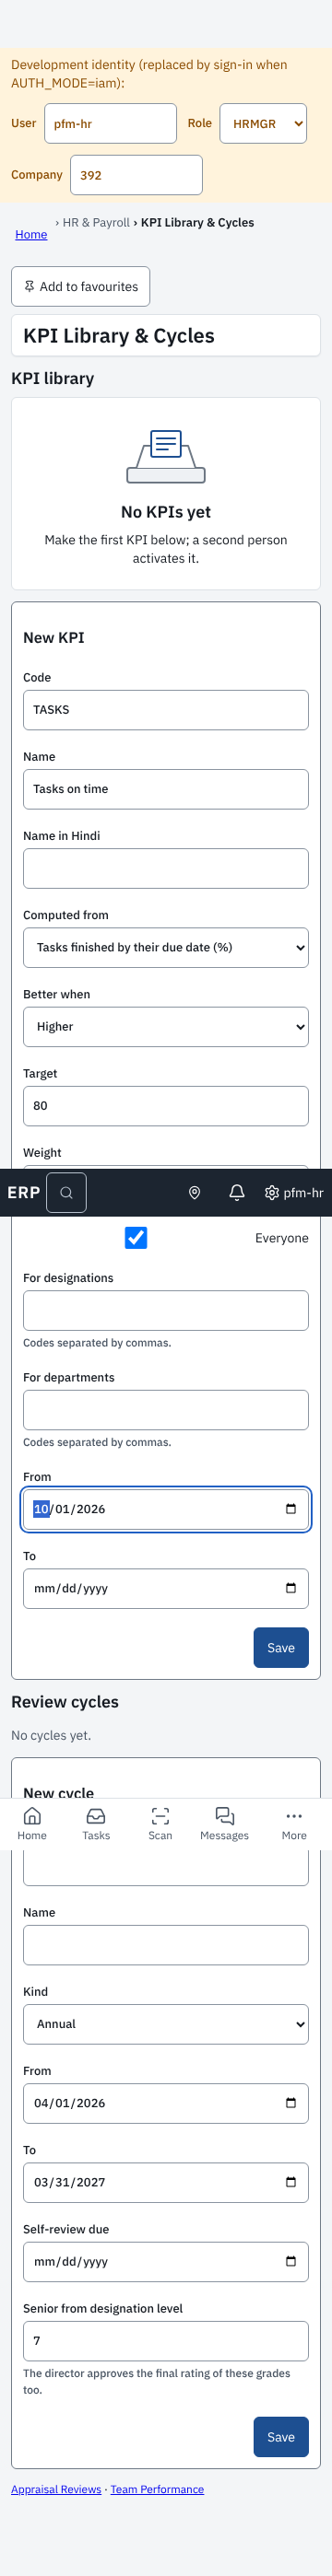 Development identity (replaced by sign-in when
AUTH_MODE=iam):
User pfm-hr Role HRMGR
Company 392
Home › HR & Payroll › KPI Library & Cycles
Add to favourites
KPI Library & Cycles
KPI library
No KPIs yet
Make the first KPI below; a second person
activates it.
New KPI
Code
TASKS
Name
Tasks on time
Name in Hindi
Computed from
Tasks finished by their due date (%)
Better when
Higher
Target
80
Weight
ERP pfm-hr
Everyone
For designations
Codes separated by commas.
For departments
Codes separated by commas.
From
10/01/2026
To
mm/dd/yyyy
Save
Review cycles
No cycles yet.
New cycle
Home Tasks Scan Messages More
Name
Kind
Annual
From
04/01/2026
To
03/31/2027
Self-review due
mm/dd/yyyy
Senior from designation level
7
The director approves the final rating of these grades
too.
Save
Appraisal Reviews · Team Performance